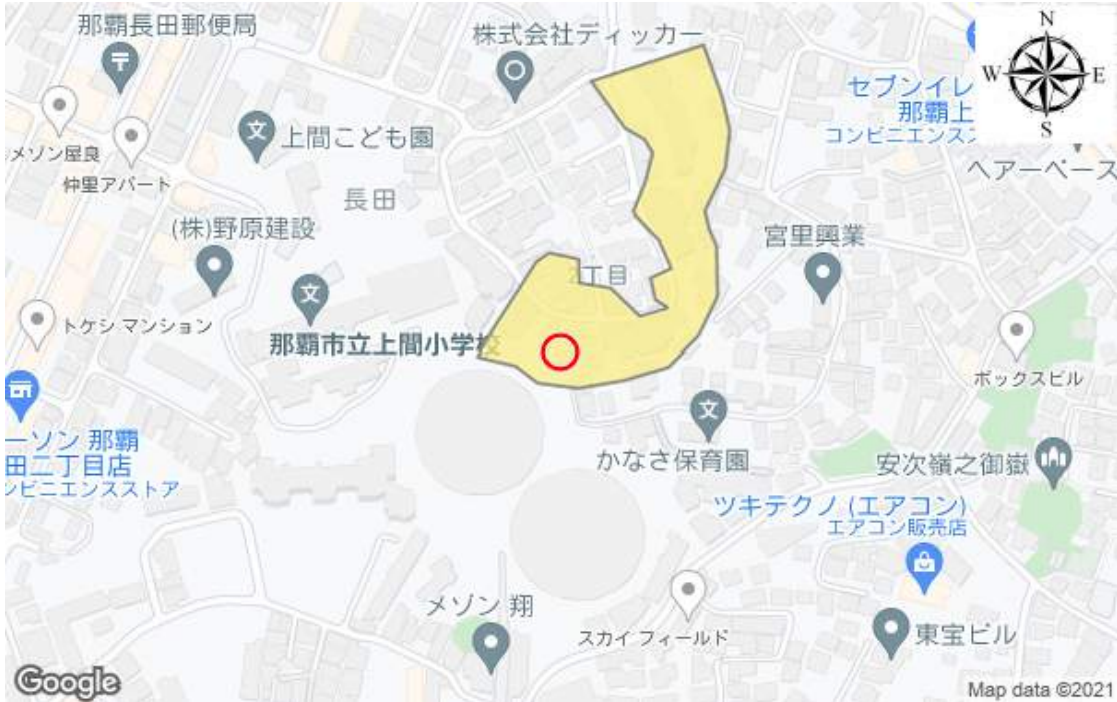 那覇長田郵便局
株式会社ディッカー
N
W
E
S
セブンイレ
那覇上
コンビニエンスス
上間こども園
メゾン屋良
仲里アパート
ヘアーベース
長田
(株)野原建設
宮里興業
2丁目
トケシ マンション
那覇市立上間小学校
ボックスビル
ーソン 那覇
田二丁目店
ンビニエンスストア
かなさ保育園
安次嶺之御嶽
ツキテクノ (エアコン)
エアコン販売店
メゾン 翔
スカイ フィールド
東宝ビル
Google
Map data ©2021